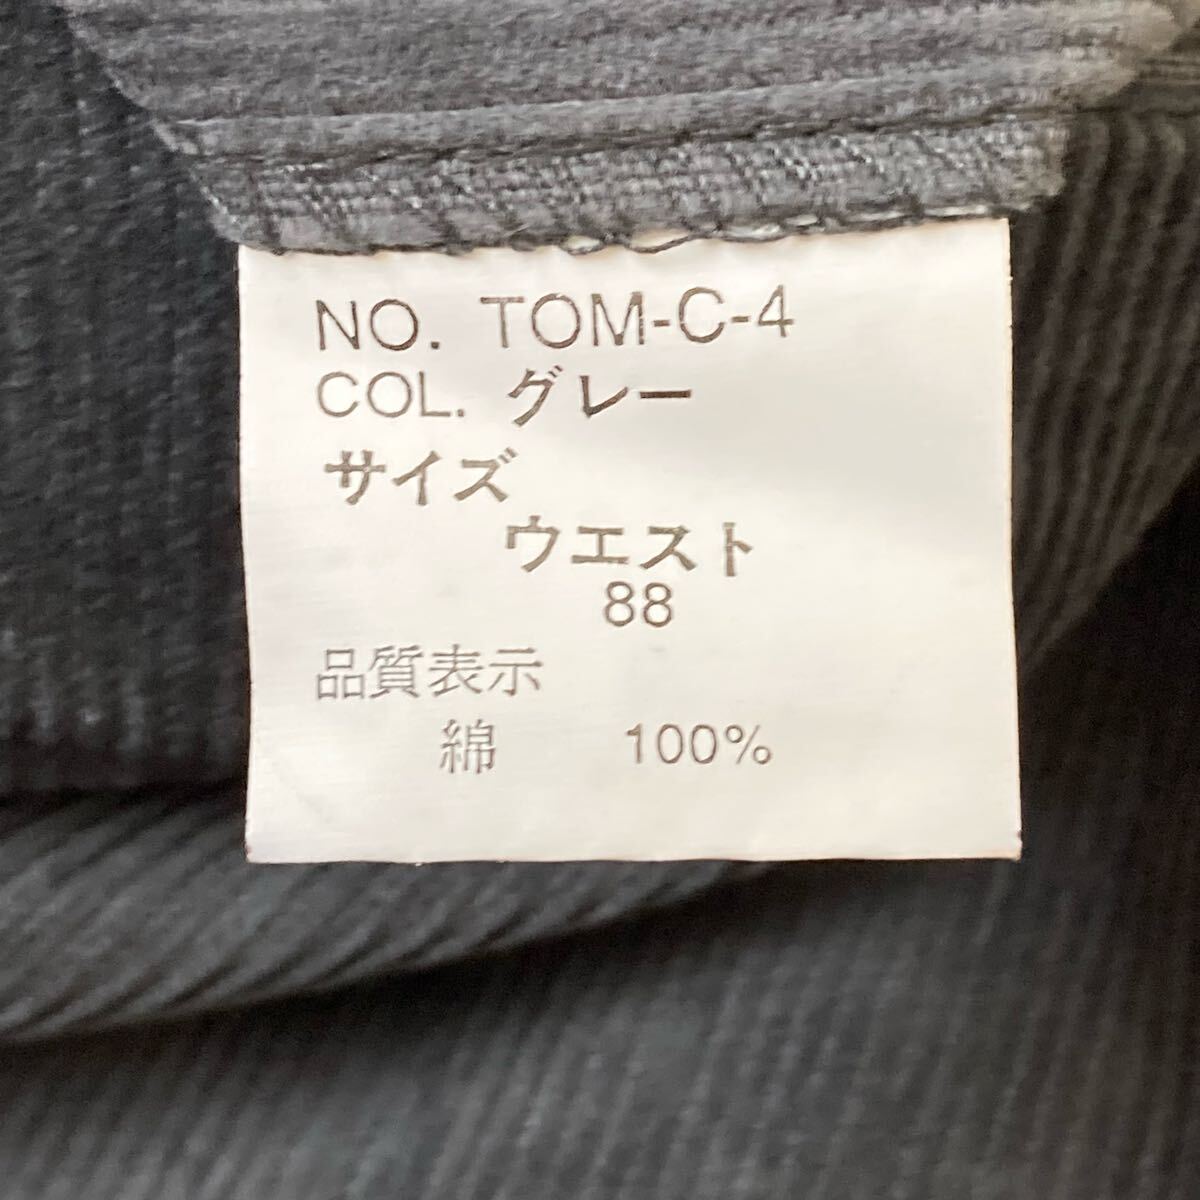 NO. TOM-C-4
COL. グレー
サイズ
ウエスト
88
品質表示
綿 100%